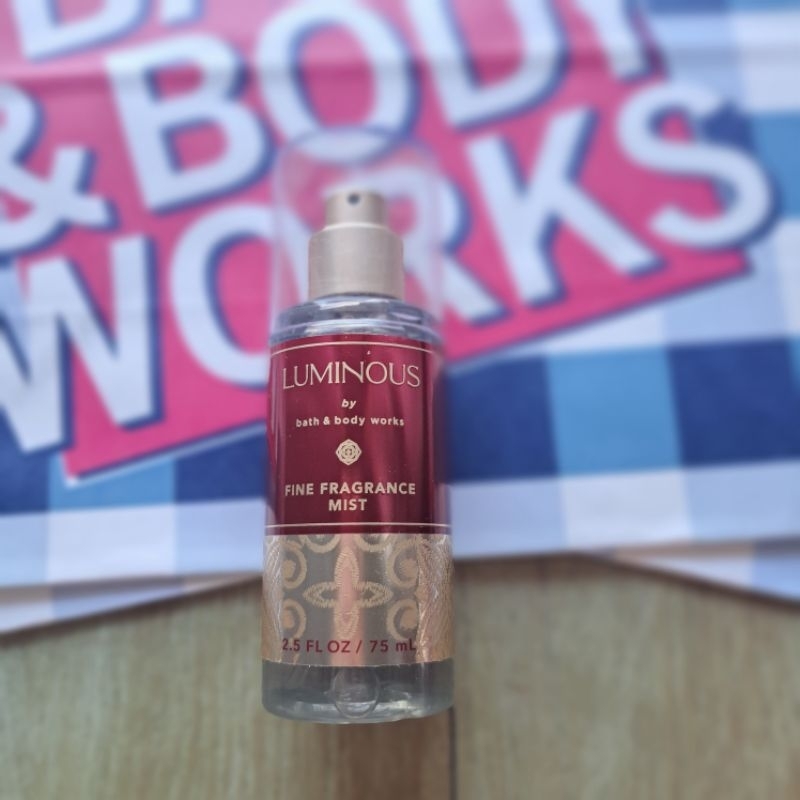 & BODY
WORKS
LUMINOUS
by
bath & body works
FINE FRAGRANCE
MIST
2.5 FL OZ / 75 mL